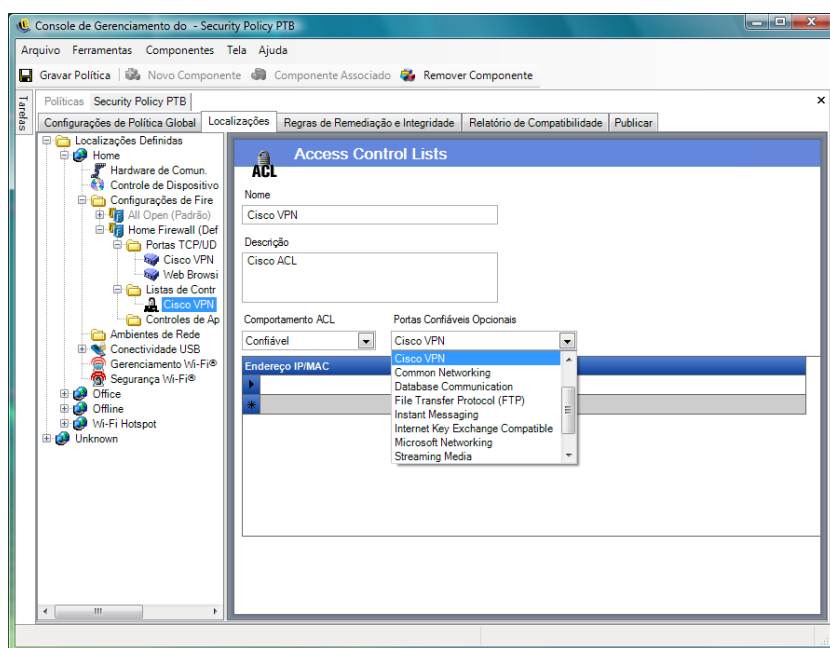 Console de Gerenciamento do - Security Policy PTB
Arquivo Ferramentas Componentes Tela Ajuda
Gravar Política Novo Componente Componente Associado Remover Componente
Tarefas
Políticas Security Policy PTB
Configurações de Política Global Localizações Regras de Remediação e Integridade Relatório de Compatibilidade Publicar
Localizações Definidas
Home
Hardware de Comun.
Controle de Dispositivo
Configurações de Fire
All Open (Padrão)
Home Firewall (Def
Portas TCP/UD
Cisco VPN
Web Browsi
Listas de Contr
Cisco VPN
Controles de Ap
Ambientes de Rede
Conectividade USB
Gerenciamento Wi-Fi®
Segurança Wi-Fi®
Office
Offline
Wi-Fi Hotspot
Unknown
ACL
Access Control Lists
Nome
Cisco VPN
Descrição
Cisco ACL
Comportamento ACL Portas Confiáveis Opcionais
Confiável Cisco VPN
Endereço IP/MAC
Cisco VPN
Common Networking
Database Communication
File Transfer Protocol (FTP)
Instant Messaging
Internet Key Exchange Compatible
Microsoft Networking
Streaming Media